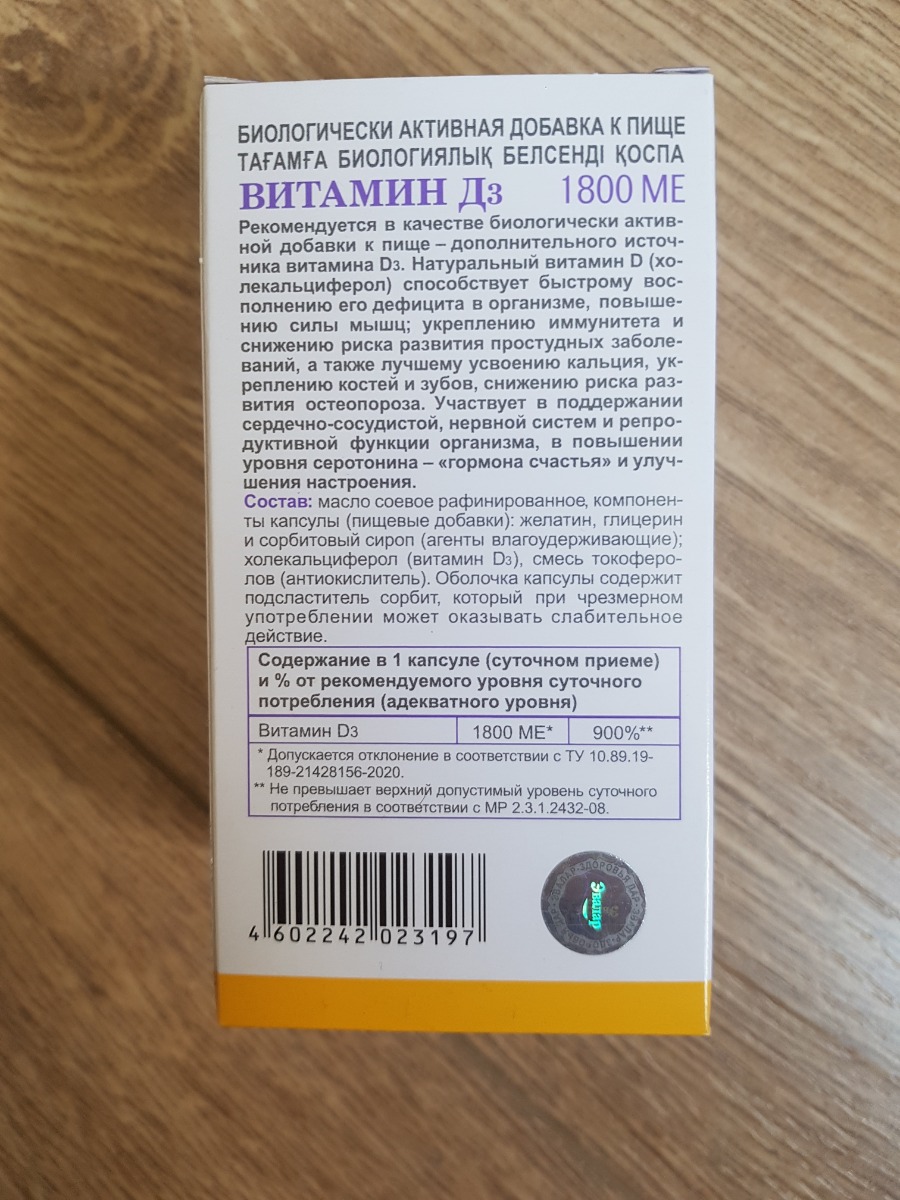 БИОЛОГИЧЕСКИ АКТИВНАЯ ДОБАВКА К ПИЩЕ
ТАҒАМҒА БИОЛОГИЯЛЫҚ БЕЛСЕНДІ ҚОСПА
ВИТАМИН Д3 1800 МЕ
Рекомендуется в качестве биологически актив-
ной добавки к пище – дополнительного источ-
ника витамина D3. Натуральный витамин D (хо-
лекальциферол) способствует быстрому вос-
полнению его дефицита в организме, повыше-
нию силы мышц; укреплению иммунитета и
снижению риска развития простудных заболе-
ваний, а также лучшему усвоению кальция, ук-
реплению костей и зубов, снижению риска раз-
вития остеопороза. Участвует в поддержании
сердечно-сосудистой, нервной систем и репро-
дуктивной функции организма, в повышении
уровня серотонина – «гормона счастья» и улуч-
шения настроения.
Состав: масло соевое рафинированное, компонен-
ты капсулы (пищевые добавки): желатин, глицерин
и сорбитовый сироп (агенты влагоудерживающие);
холекальциферол (витамин D3), смесь токоферо-
лов (антиокислитель). Оболочка капсулы содержит
подсластитель сорбит, который при чрезмерном
употреблении может оказывать слабительное
действие.
Содержание в 1 капсуле (суточном приеме)
и % от рекомендуемого уровня суточного
потребления (адекватного уровня)
Витамин D3 1800 МЕ* 900%**
* Допускается отклонение в соответствии с ТУ 10.89.19-
189-21428156-2020.
** Не превышает верхний допустимый уровень суточного
потребления в соответствии с МР 2.3.1.2432-08.
4 602242 023197
Эвалар